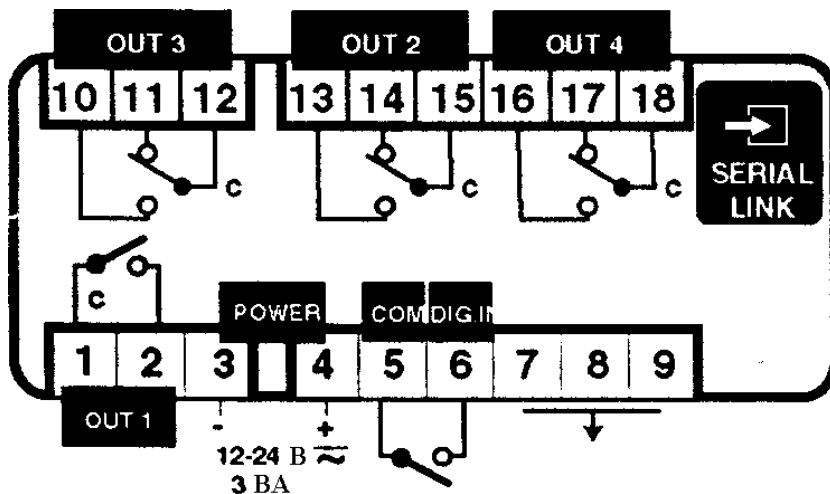 OUT 3 OUT 2 OUT 4
10 11 12 13 14 15 16 17 18
SERIAL
LINK
C C C
C
POWER COM DIG.IN
1 2 3 4 5 6 7 8 9
OUT 1
- +
12-24 В
3 ВА